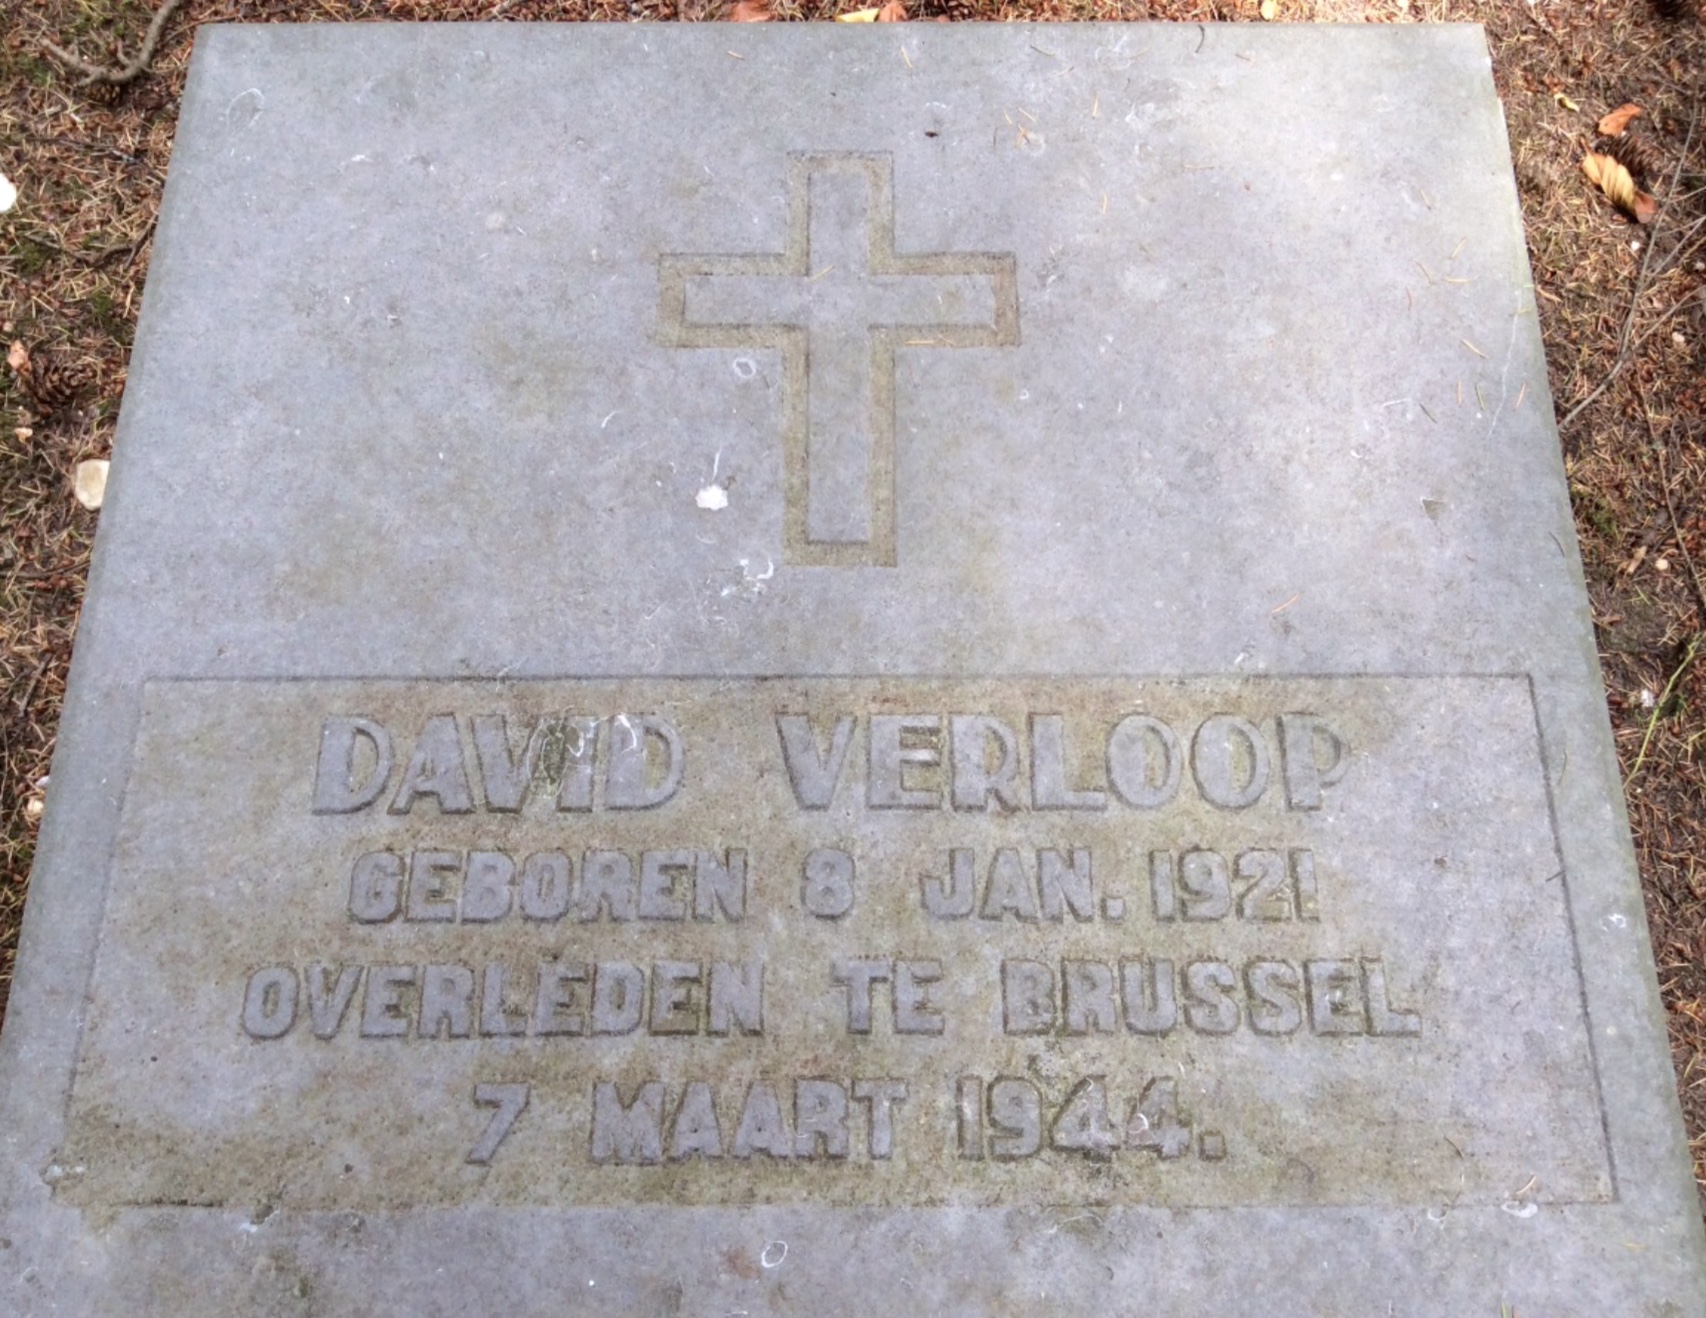 DAVID VERLOOP
GEBOREN 8 JAN. 1921
OVERLEDEN TE BRUSSEL
7 MAART 1944.